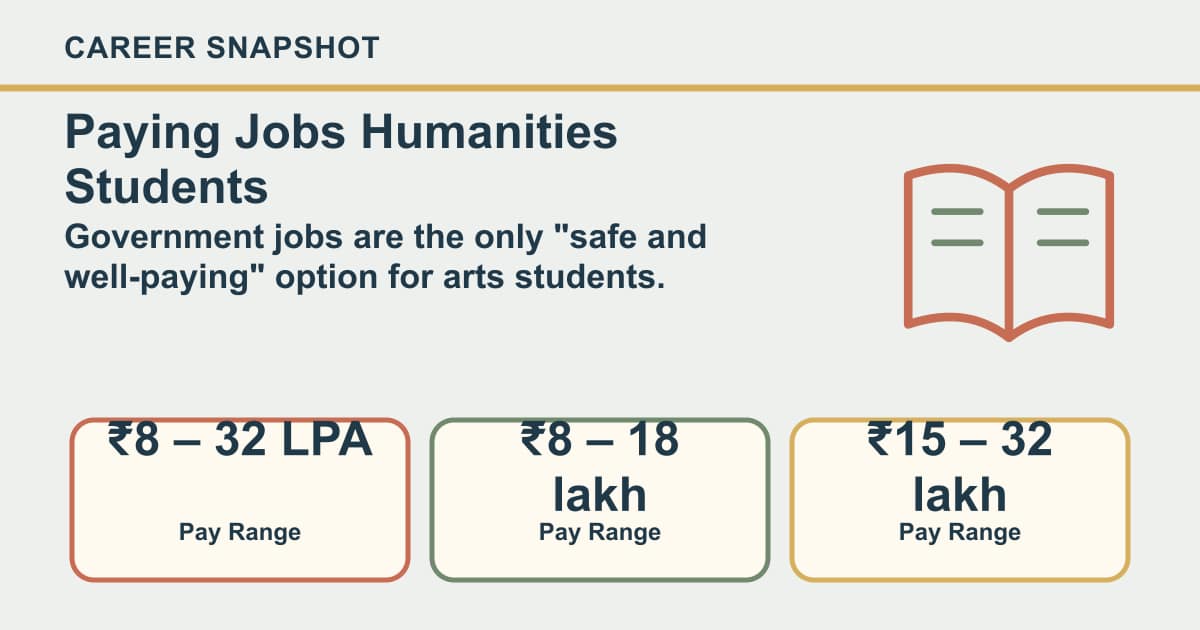 CAREER SNAPSHOT
Paying Jobs Humanities
Students
Government jobs are the only "safe and
well-paying" option for arts students.
₹8 – 32 LPA
Pay Range
₹8 – 18
lakh
Pay Range
₹15 – 32
lakh
Pay Range